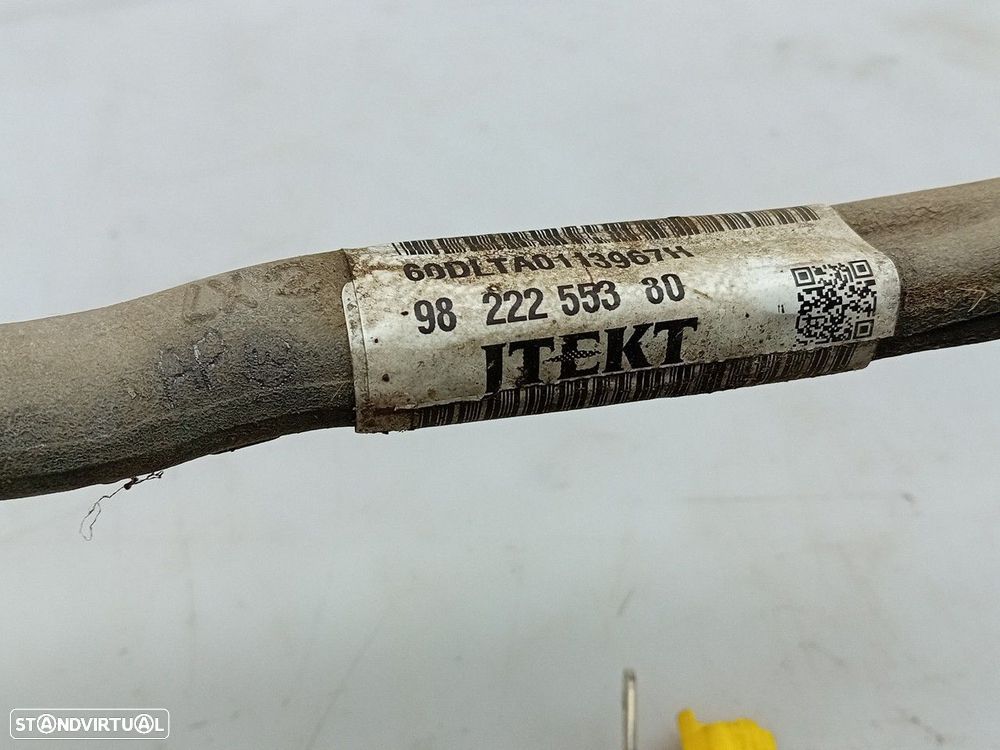 60DLTA0113967H
98 222 553 80
JTEKT
STANDVIRTUAL